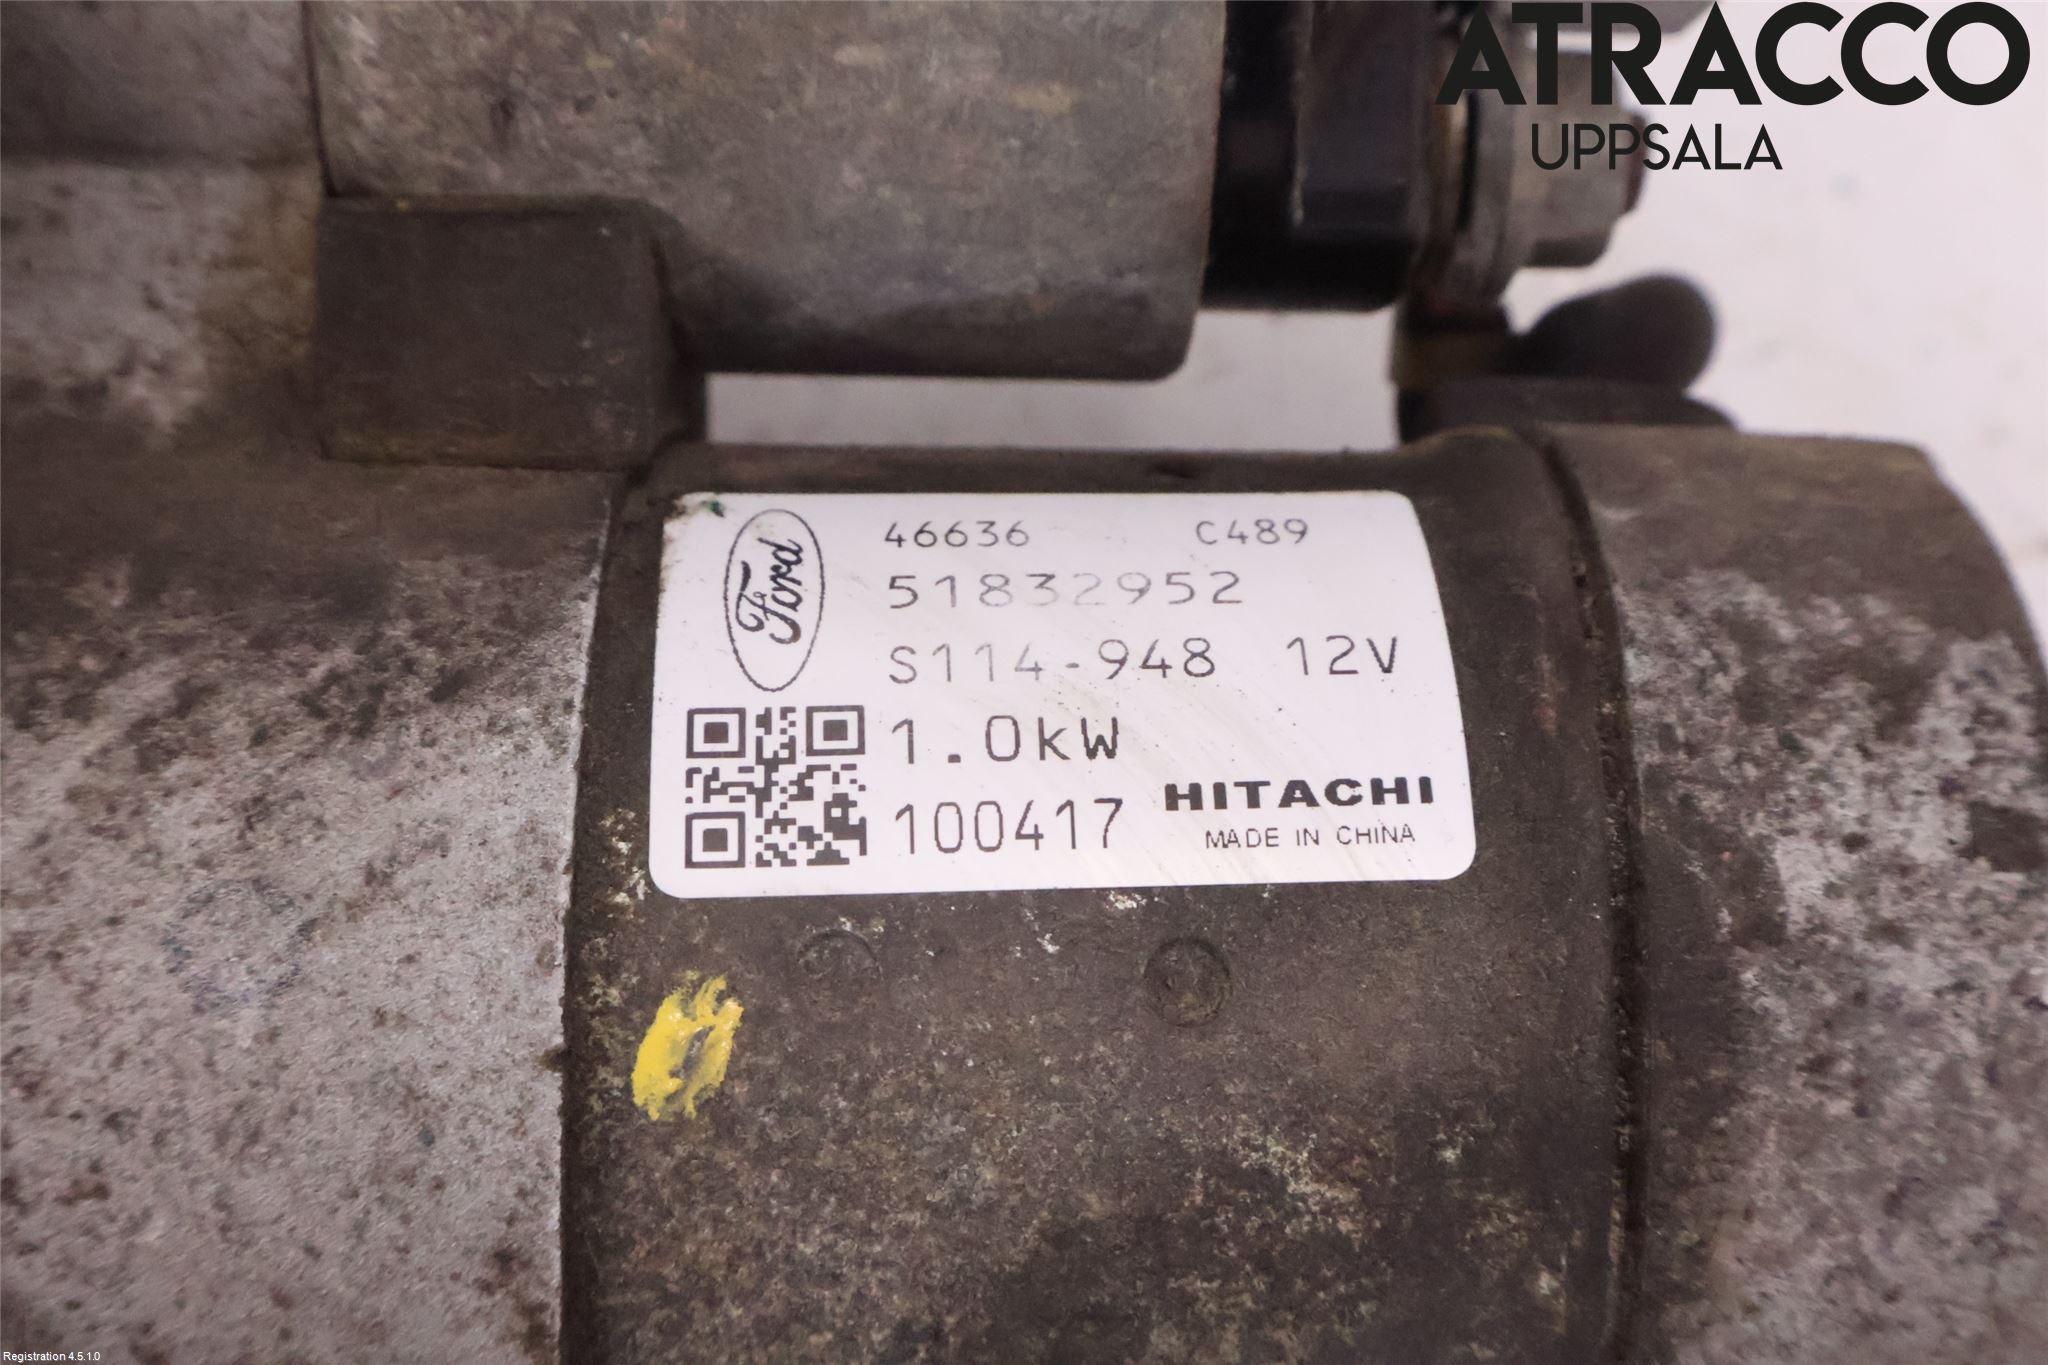 ATRACCO
UPPSALA
Ford
46636 C489
51832952
S114-948 12V
1.0kW
100417
HITACHI
MADE IN CHINA
Registration 4.5.1.0